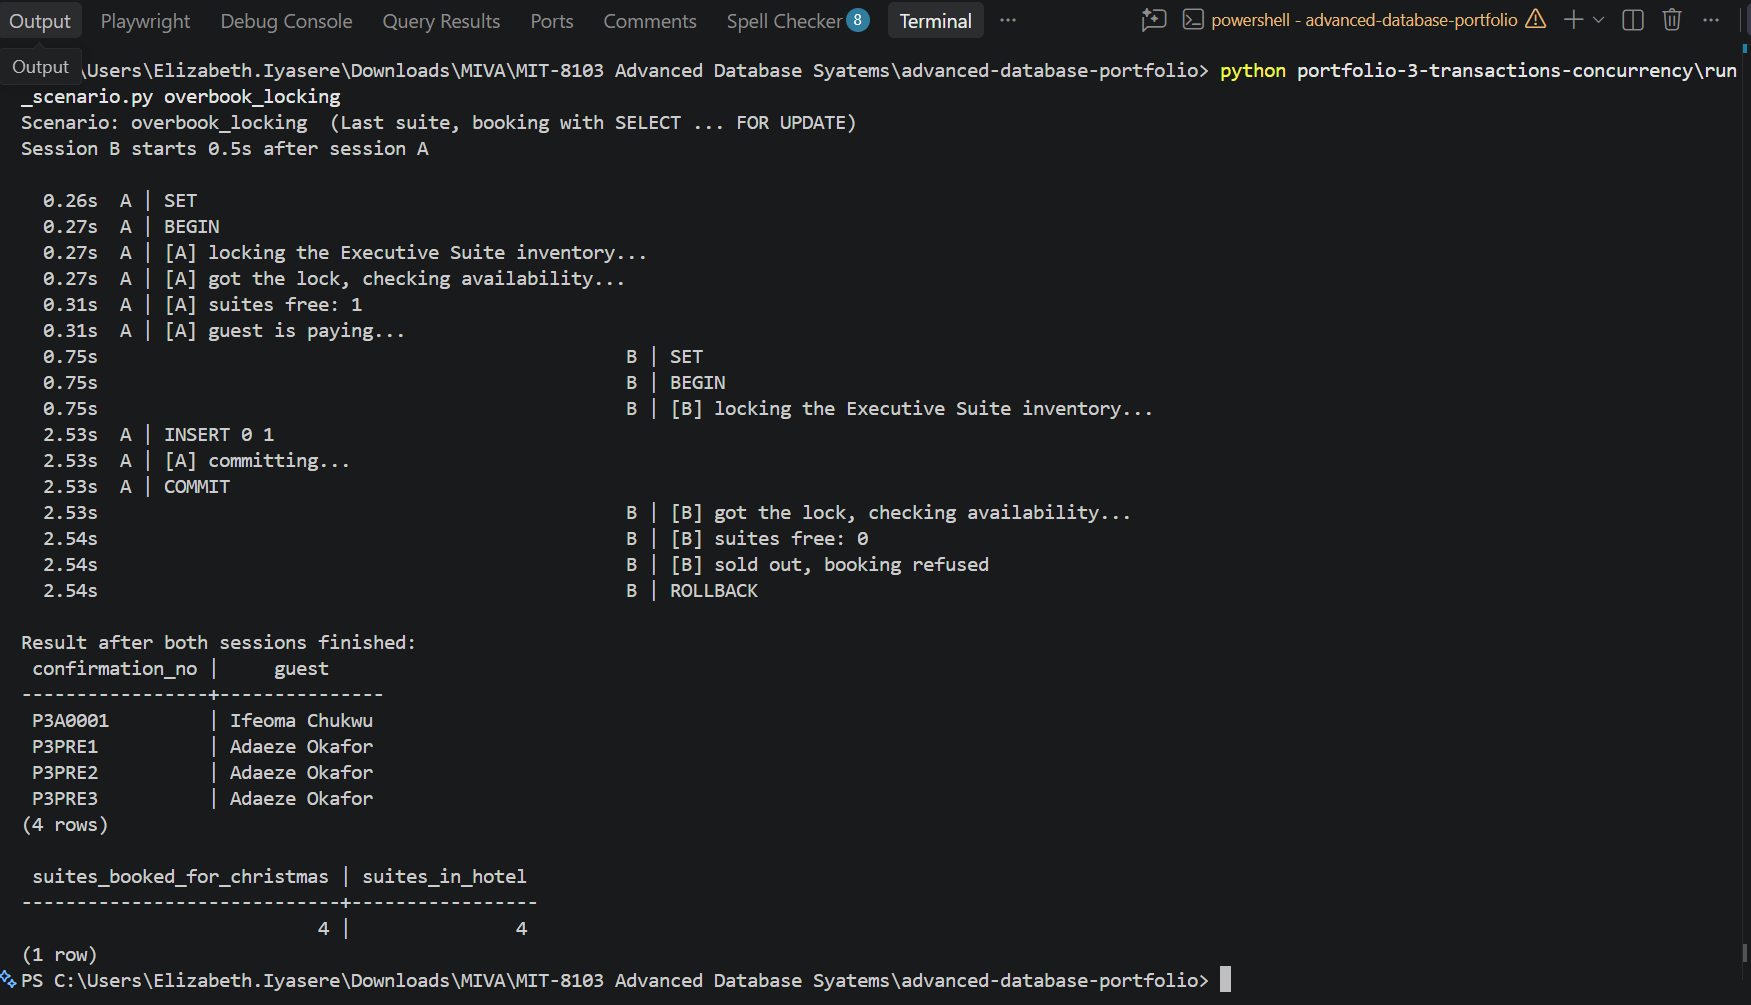 Output Playwright Debug Console Query Results Ports Comments Spell Checker 8 Terminal ··· powershell - advanced-database-portfolio
Output
\Users\Elizabeth.Iyasere\Downloads\MIVA\MIT-8103 Advanced Database Syatems\advanced-database-portfolio> python portfolio-3-transactions-concurrency\run
_scenario.py overbook_locking
Scenario: overbook_locking  (Last suite, booking with SELECT ... FOR UPDATE)
Session B starts 0.5s after session A
0.26s  A | SET
0.27s  A | BEGIN
0.27s  A | [A] locking the Executive Suite inventory...
0.27s  A | [A] got the lock, checking availability...
0.31s  A | [A] suites free: 1
0.31s  A | [A] guest is paying...
0.75s  B | SET
0.75s  B | BEGIN
0.75s  B | [B] locking the Executive Suite inventory...
2.53s  A | INSERT 0 1
2.53s  A | [A] committing...
2.53s  A | COMMIT
2.53s  B | [B] got the lock, checking availability...
2.54s  B | [B] suites free: 0
2.54s  B | [B] sold out, booking refused
2.54s  B | ROLLBACK
Result after both sessions finished:
confirmation_no |     guest
-----------------+---------------
P3A0001         | Ifeoma Chukwu
P3PRE1          | Adaeze Okafor
P3PRE2          | Adaeze Okafor
P3PRE3          | Adaeze Okafor
(4 rows)
suites_booked_for_christmas | suites_in_hotel
-----------------------------+-----------------
4 |               4
(1 row)
PS C:\Users\Elizabeth.Iyasere\Downloads\MIVA\MIT-8103 Advanced Database Syatems\advanced-database-portfolio>